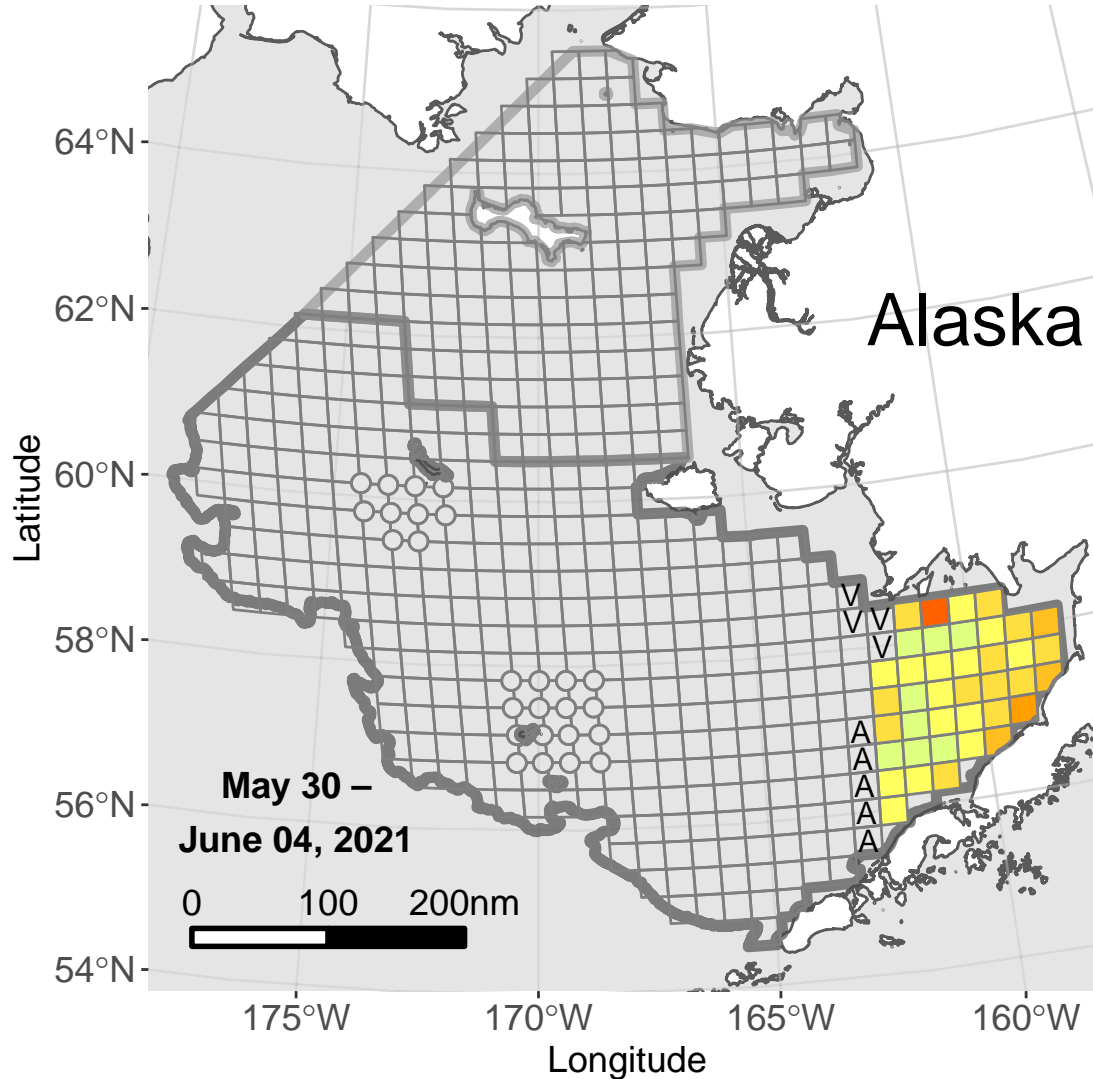 64°N
62°N
60°N
58°N
56°N
54°N
Latitude
Alaska
V
V V
V
A
A
A
A
A
May 30 –
June 04, 2021
0 100 200nm
175°W 170°W 165°W 160°W
Longitude